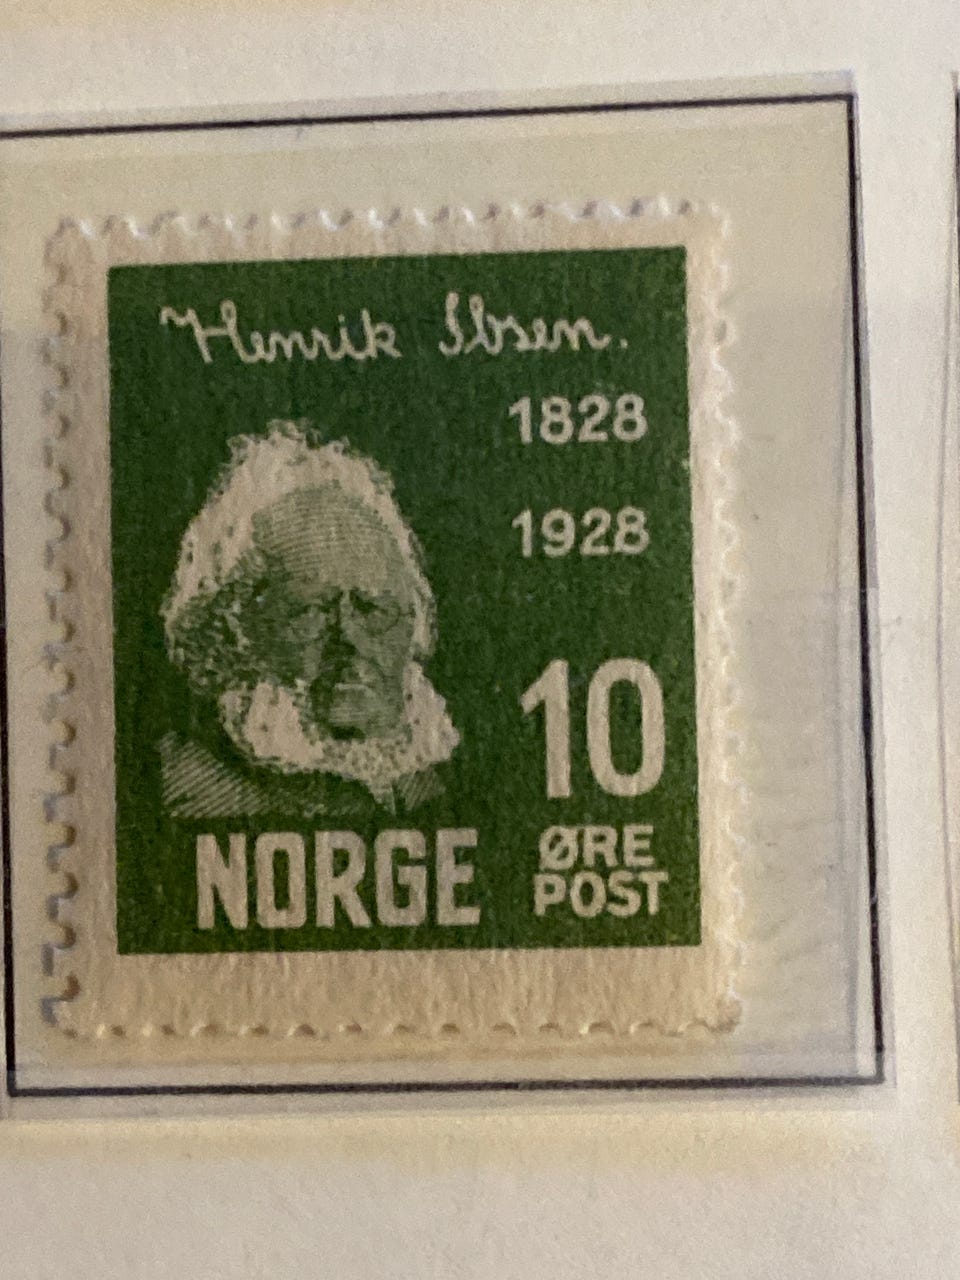 Henrik Ibsen.
1828
1928
10
NORGE
ØRE
POST